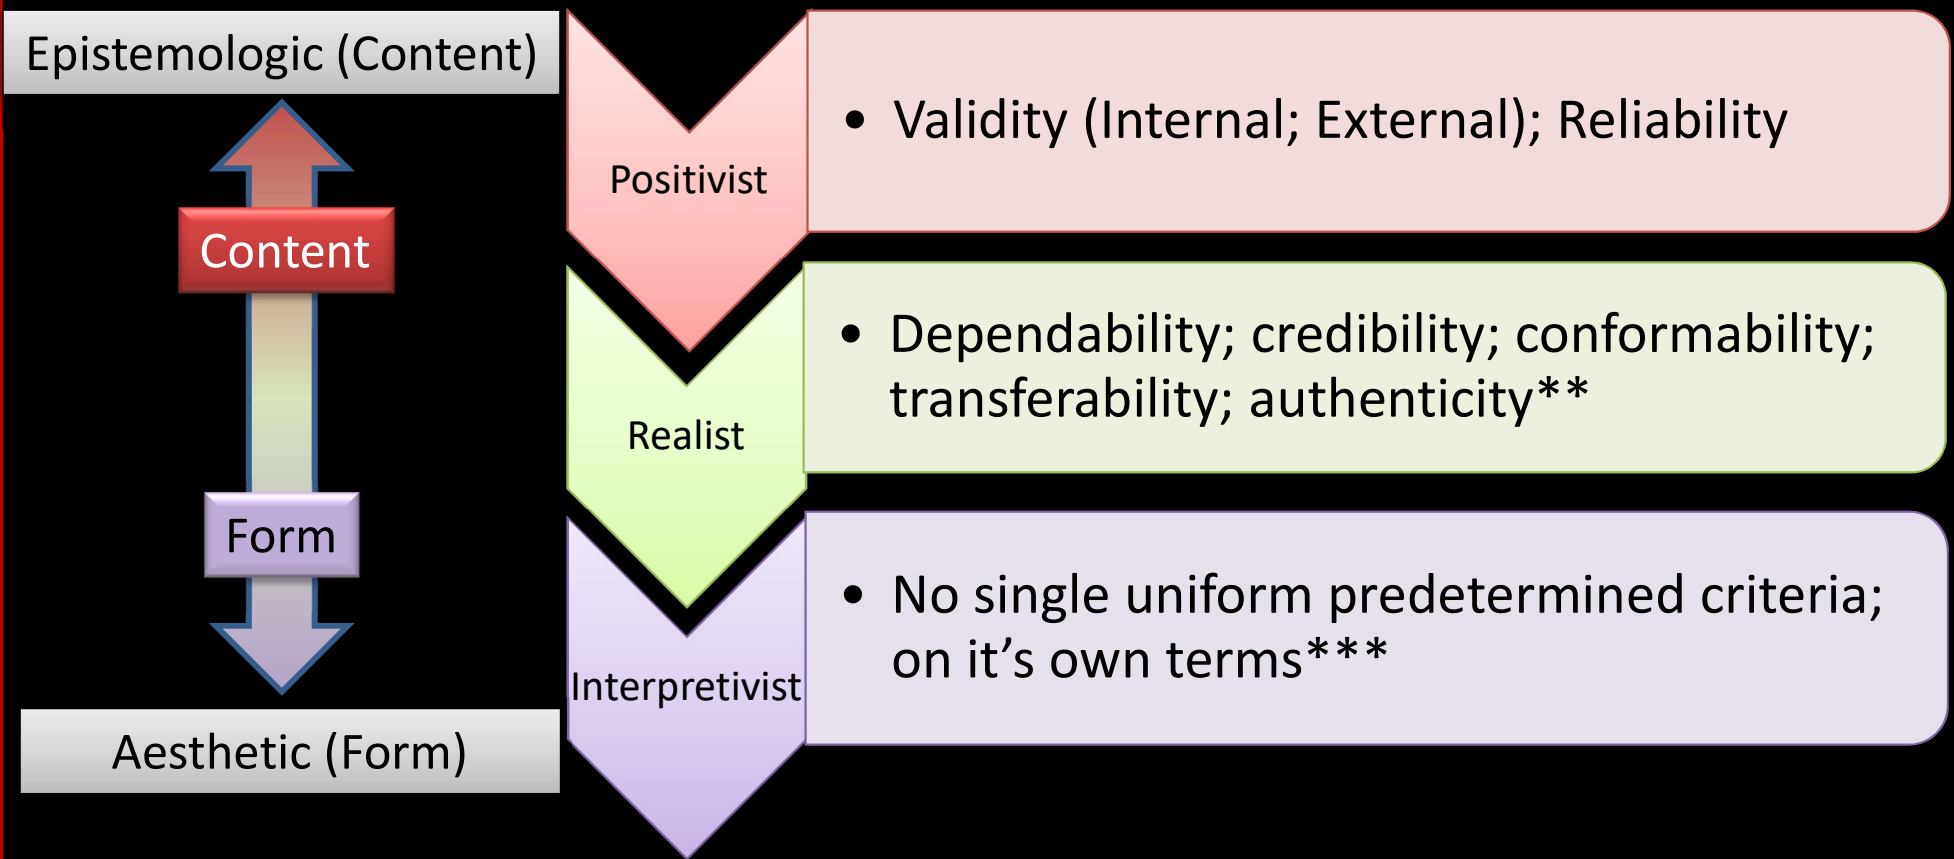 Epistemologic (Content)
Content
Form
Aesthetic (Form)
Positivist
• Validity (Internal; External); Reliability
Realist
• Dependability; credibility; conformability;
transferability; authenticity**
Interpretivist
• No single uniform predetermined criteria;
on it’s own terms***